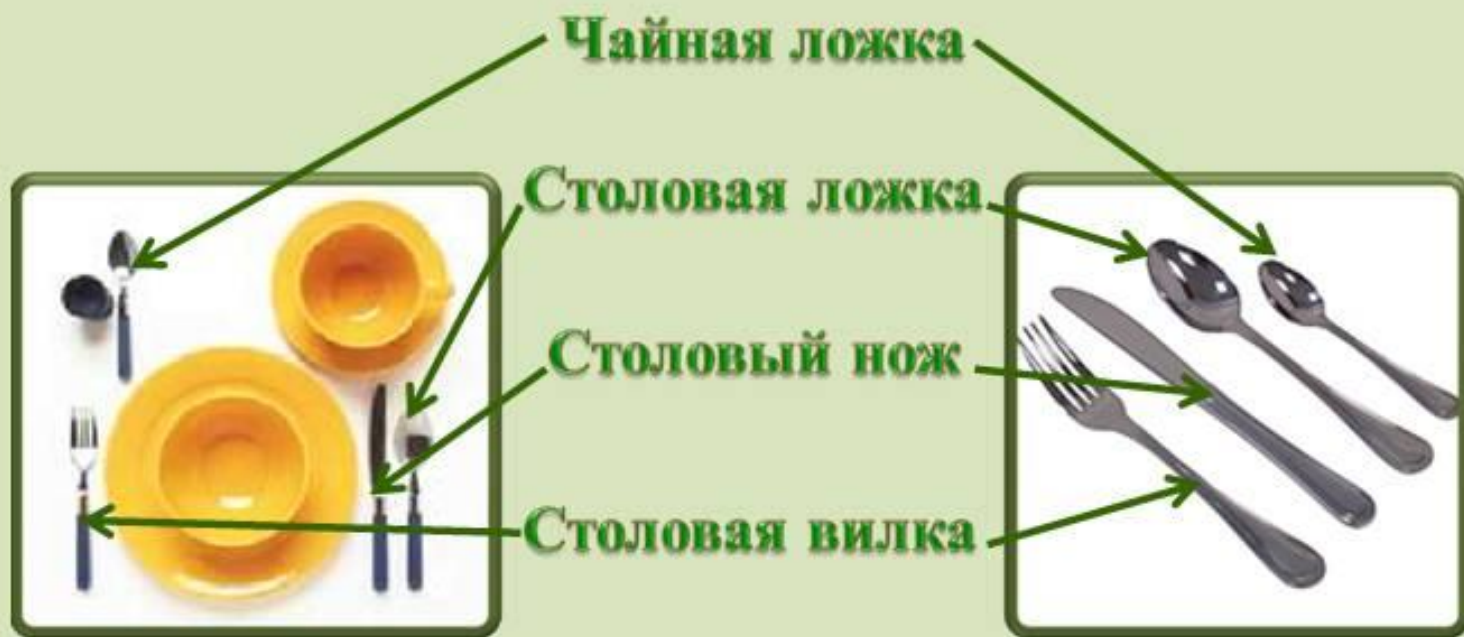 Чайная ложка
Столовая ложка
Столовый нож
Столовая вилка